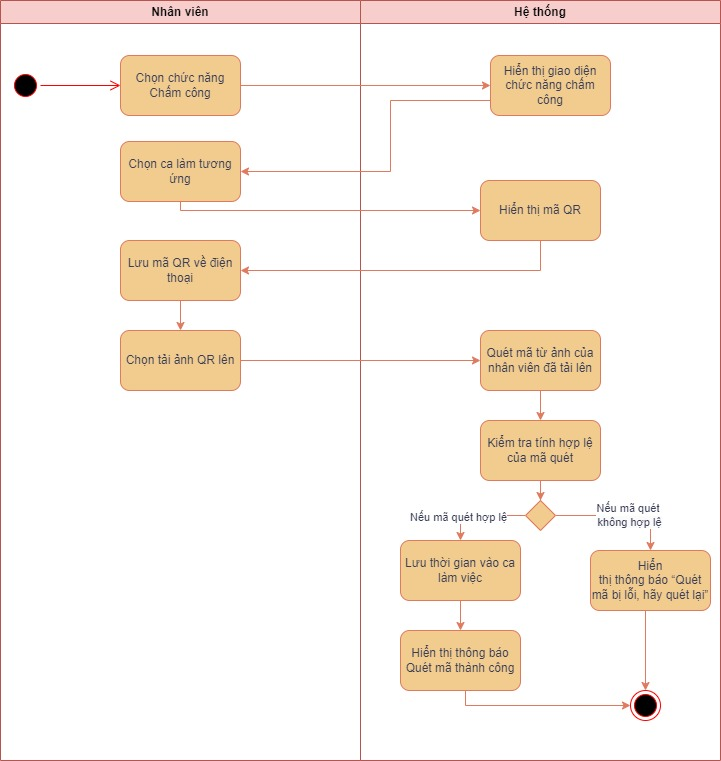 Nhân viên
Hệ thống
Chọn chức năng
Chấm công
Hiển thị giao diện
chức năng chấm
công
Chọn ca làm tương
ứng
Hiển thị mã QR
Lưu mã QR về điện
thoại
Chọn tải ảnh QR lên
Quét mã từ ảnh của
nhân viên đã tải lên
Kiểm tra tính hợp lệ
của mã quét
Nếu mã quét hợp lệ
Nếu mã quét
không hợp lệ
Lưu thời gian vào ca
làm việc
Hiển
thị thông báo “Quét
mã bị lỗi, hãy quét lại”
Hiển thị thông báo
Quét mã thành công